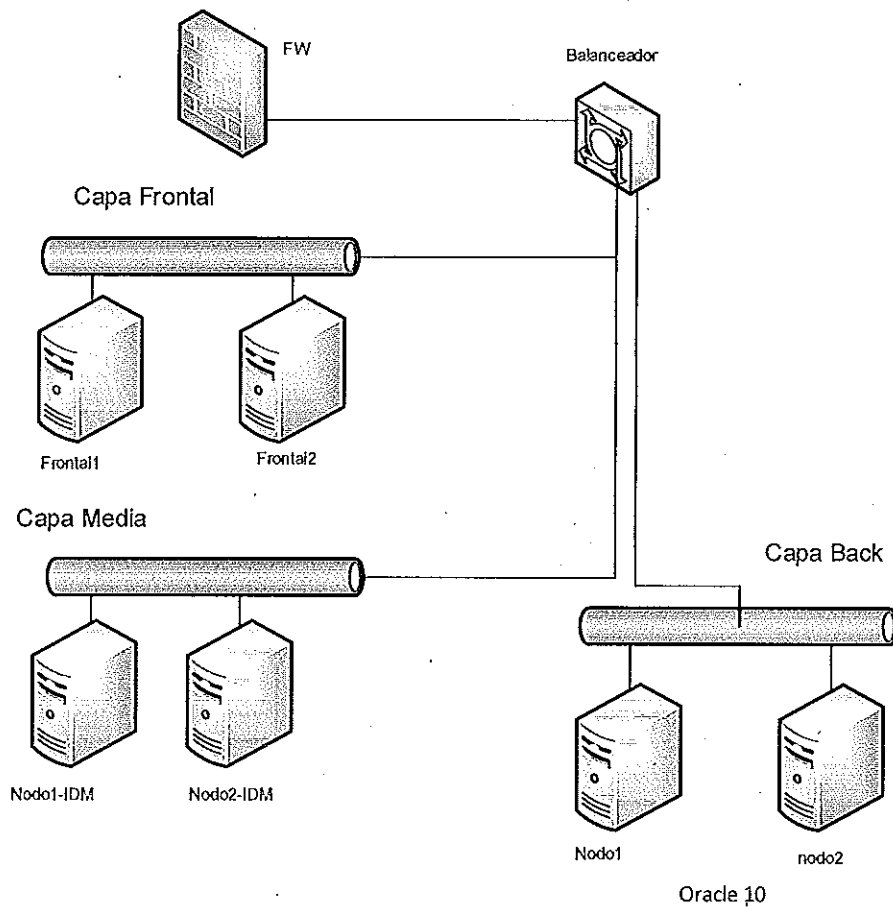 FW
Balanceador
Capa Frontal
Frontal1
Frontal2
Capa Media
Capa Back
Nodo1-IDM
Nodo2-IDM
Nodo1
nodo2
Oracle 10